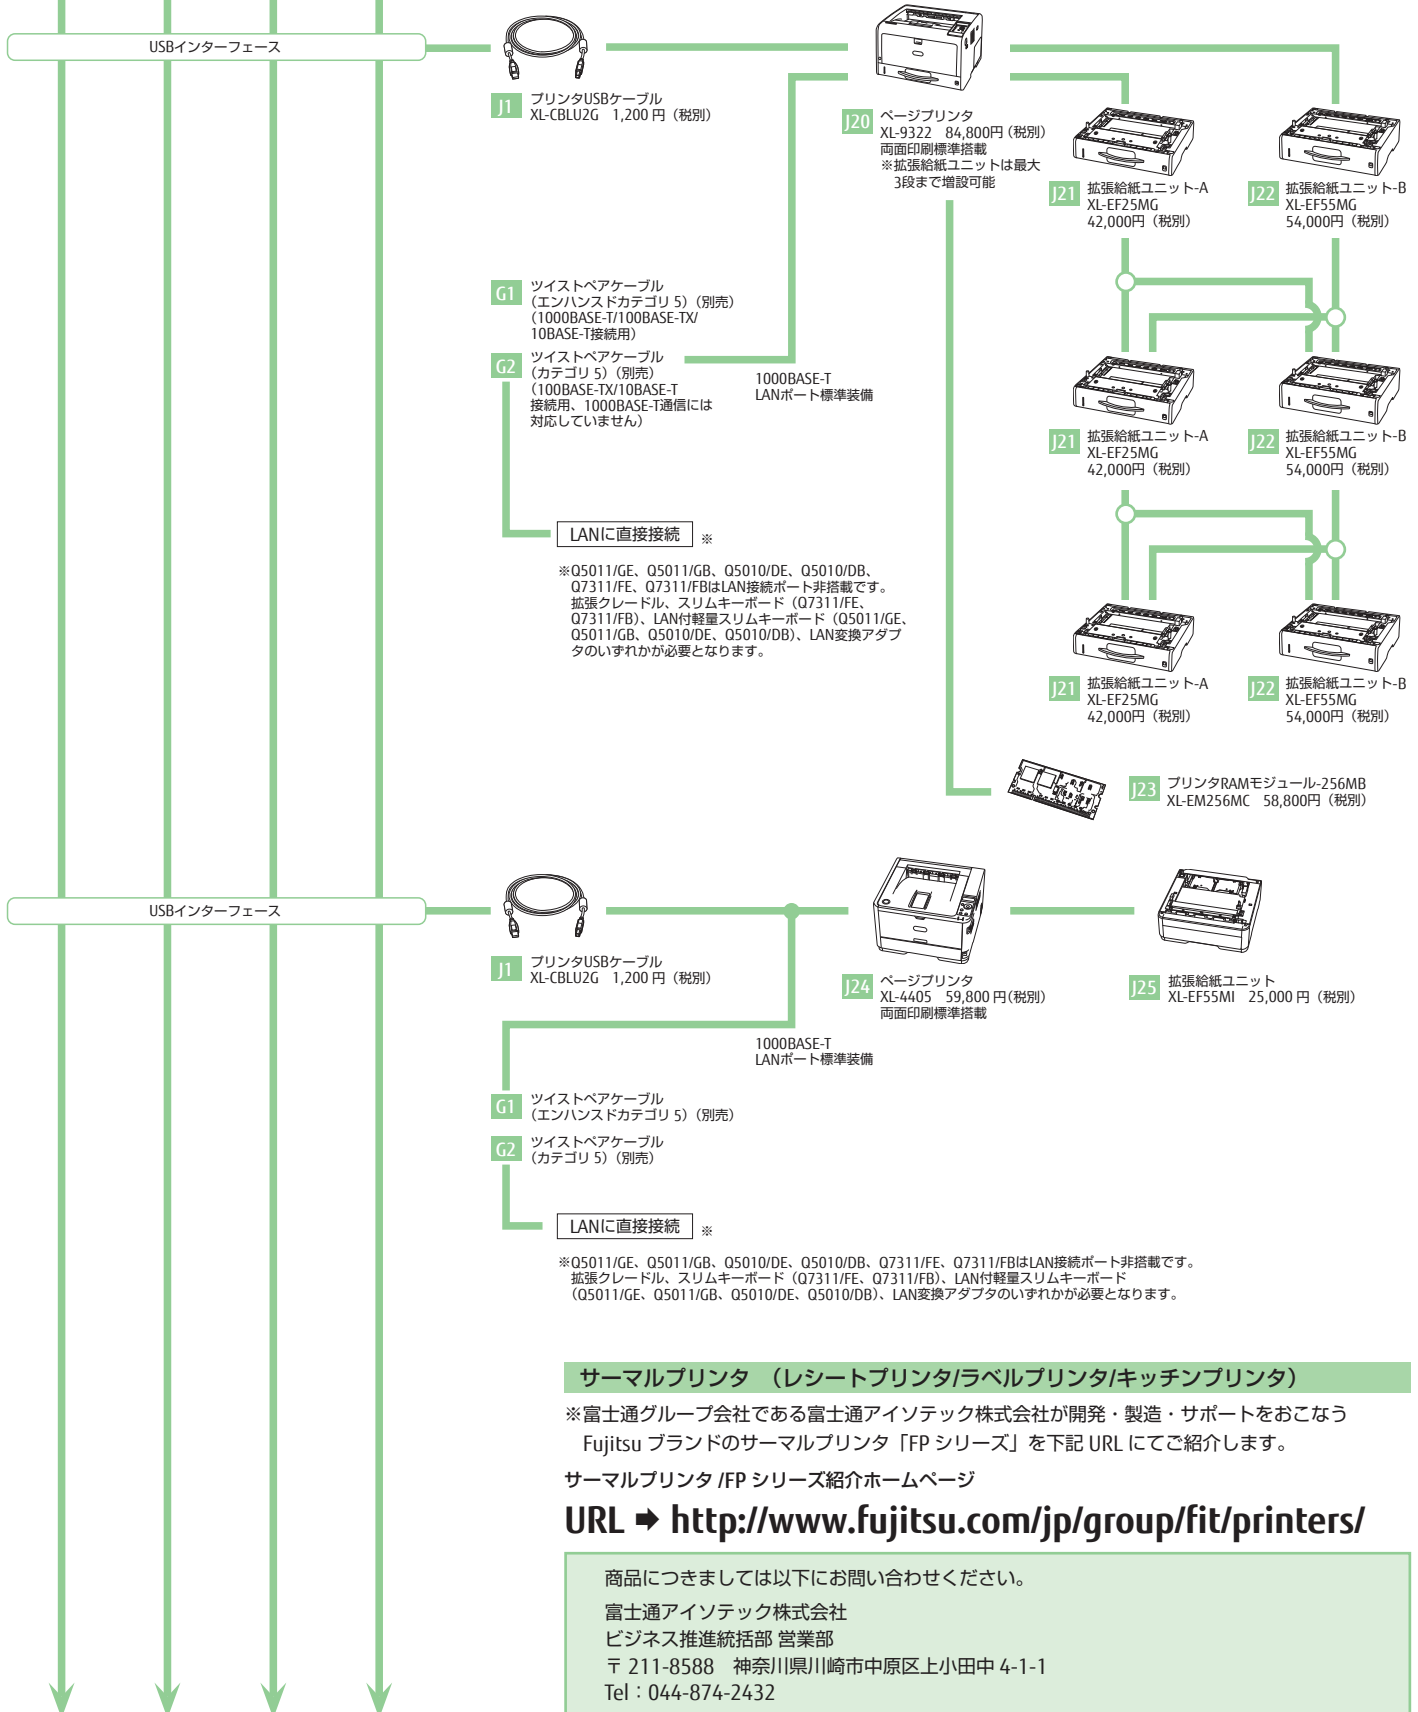 USBインターフェース
J1 プリンタUSBケーブル
XL-CBLU2G 1,200 円（税別）
J20 ページプリンタ
XL-9322 84,800円（税別）
両面印刷標準搭載
※拡張給紙ユニットは最大
3段まで増設可能
J21 拡張給紙ユニット-A
XL-EF25MG
42,000円（税別）
J22 拡張給紙ユニット-B
XL-EF55MG
54,000円（税別）
G1 ツイストペアケーブル
（エンハンスドカテゴリ 5）（別売）
（1000BASE-T/100BASE-TX/
10BASE-T接続用）
G2 ツイストペアケーブル
（カテゴリ 5）（別売）
（100BASE-TX/10BASE-T
接続用、1000BASE-T通信には
対応していません）
1000BASE-T
LANポート標準装備
J21 拡張給紙ユニット-A
XL-EF25MG
42,000円（税別）
J22 拡張給紙ユニット-B
XL-EF55MG
54,000円（税別）
LANに直接接続 ※
※Q5011/GE、Q5011/GB、Q5010/DE、Q5010/DB、
Q7311/FE、Q7311/FBはLAN接続ポート非搭載です。
拡張クレードル、スリムキーボード（Q7311/FE、
Q7311/FB）、LAN付軽量スリムキーボード（Q5011/GE、
Q5011/GB、Q5010/DE、Q5010/DB）、LAN変換アダプ
タのいずれかが必要となります。
J21 拡張給紙ユニット-A
XL-EF25MG
42,000円（税別）
J22 拡張給紙ユニット-B
XL-EF55MG
54,000円（税別）
J23 プリンタRAMモジュール-256MB
XL-EM256MC 58,800円（税別）
USBインターフェース
J1 プリンタUSBケーブル
XL-CBLU2G 1,200 円（税別）
J24 ページプリンタ
XL-4405 59,800 円（税別）
両面印刷標準搭載
J25 拡張給紙ユニット
XL-EF55MI 25,000 円（税別）
1000BASE-T
LANポート標準装備
G1 ツイストペアケーブル
（エンハンスドカテゴリ 5）（別売）
G2 ツイストペアケーブル
（カテゴリ 5）（別売）
LANに直接接続 ※
※Q5011/GE、Q5011/GB、Q5010/DE、Q5010/DB、Q7311/FE、Q7311/FBはLAN接続ポート非搭載です。
拡張クレードル、スリムキーボード（Q7311/FE、Q7311/FB）、LAN付軽量スリムキーボード
（Q5011/GE、Q5011/GB、Q5010/DE、Q5010/DB）、LAN変換アダプタのいずれかが必要となります。
サーマルプリンタ （レシートプリンタ/ラベルプリンタ/キッチンプリンタ）
※富士通グループ会社である富士通アイソテック株式会社が開発・製造・サポートをおこなう
Fujitsu ブランドのサーマルプリンタ「FP シリーズ」を下記 URL にてご紹介します。
サーマルプリンタ /FP シリーズ紹介ホームページ
URL ➡ http://www.fujitsu.com/jp/group/fit/printers/
商品につきましては以下にお問い合わせください。
富士通アイソテック株式会社
ビジネス推進統括部 営業部
〒 211-8588 神奈川県川崎市中原区上小田中 4-1-1
Tel：044-874-2432